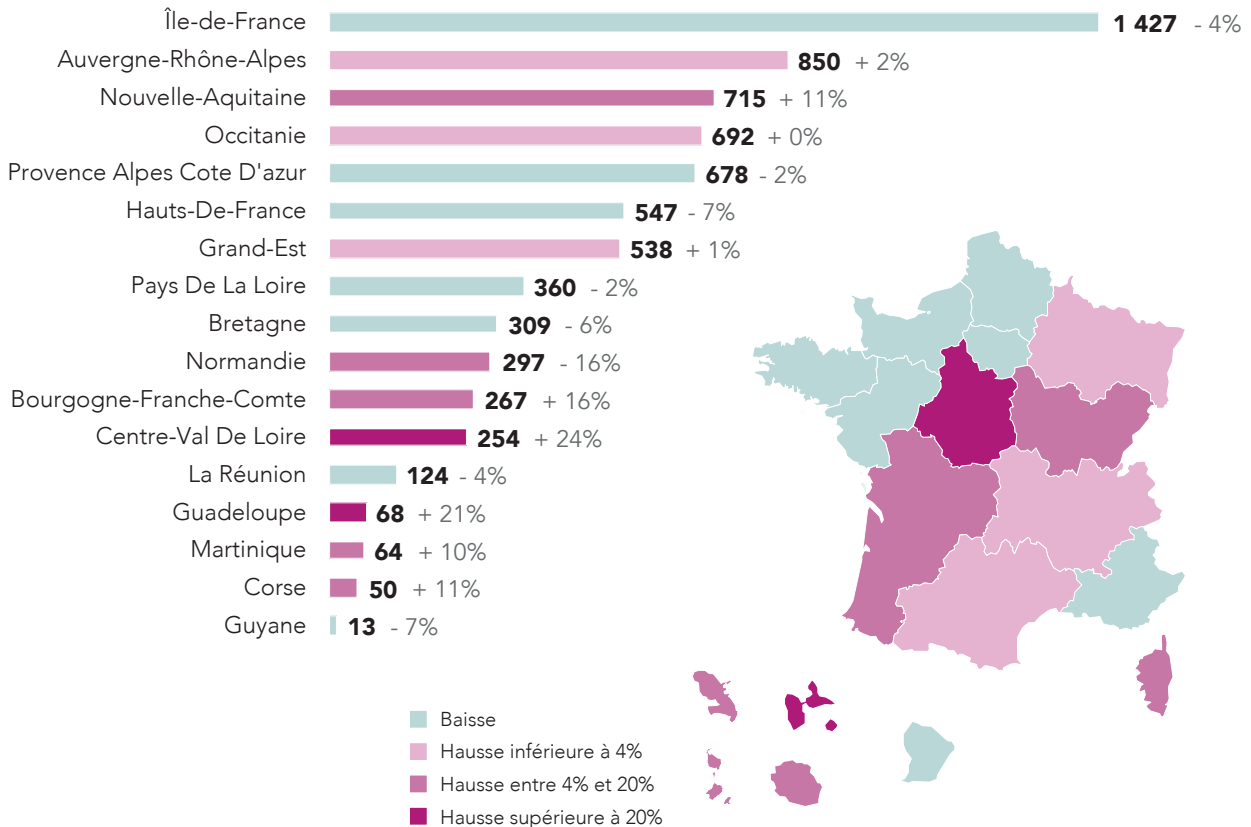 Île-de-France 1 427 - 4%
Auvergne-Rhône-Alpes 850 + 2%
Nouvelle-Aquitaine 715 + 11%
Occitanie 692 + 0%
Provence Alpes Cote D'azur 678 - 2%
Hauts-De-France 547 - 7%
Grand-Est 538 + 1%
Pays De La Loire 360 - 2%
Bretagne 309 - 6%
Normandie 297 - 16%
Bourgogne-Franche-Comte 267 + 16%
Centre-Val De Loire 254 + 24%
La Réunion 124 - 4%
Guadeloupe 68 + 21%
Martinique 64 + 10%
Corse 50 + 11%
Guyane 13 - 7%
Baisse
Hausse inférieure à 4%
Hausse entre 4% et 20%
Hausse supérieure à 20%